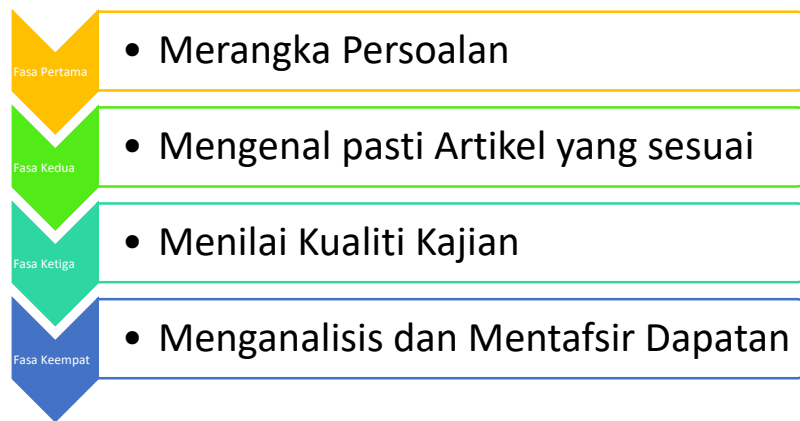 Fasa Pertama
• Merangka Persoalan
Fasa Kedua
• Mengenal pasti Artikel yang sesuai
Fasa Ketiga
• Menilai Kualiti Kajian
Fasa Keempat
• Menganalisis dan Mentafsir Dapatan